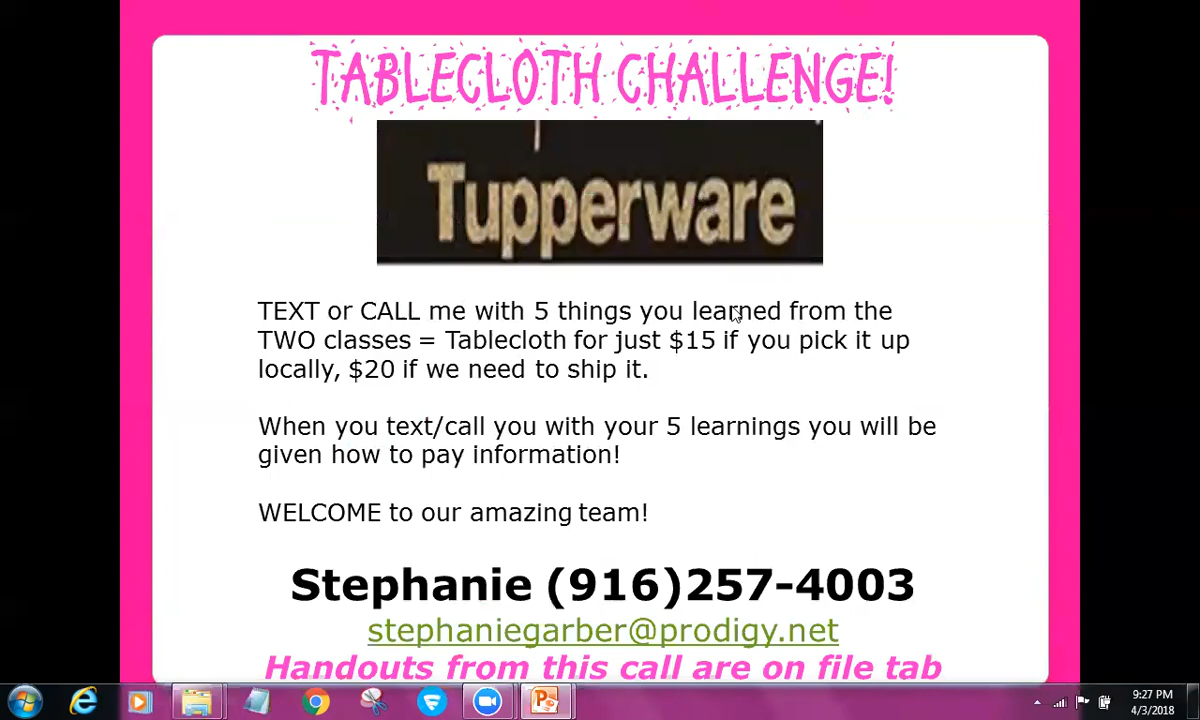 TABLECLOTH CHALLENGE!
Tupperware
TEXT or CALL me with 5 things you learned from the
TWO classes = Tablecloth for just $15 if you pick it up
locally, $20 if we need to ship it.
When you text/call you with your 5 learnings you will be
given how to pay information!
WELCOME to our amazing team!
Stephanie (916)257-4003
stephaniegarber@prodigy.net
Handouts from this call are on file tab
9:27 PM
4/3/2018